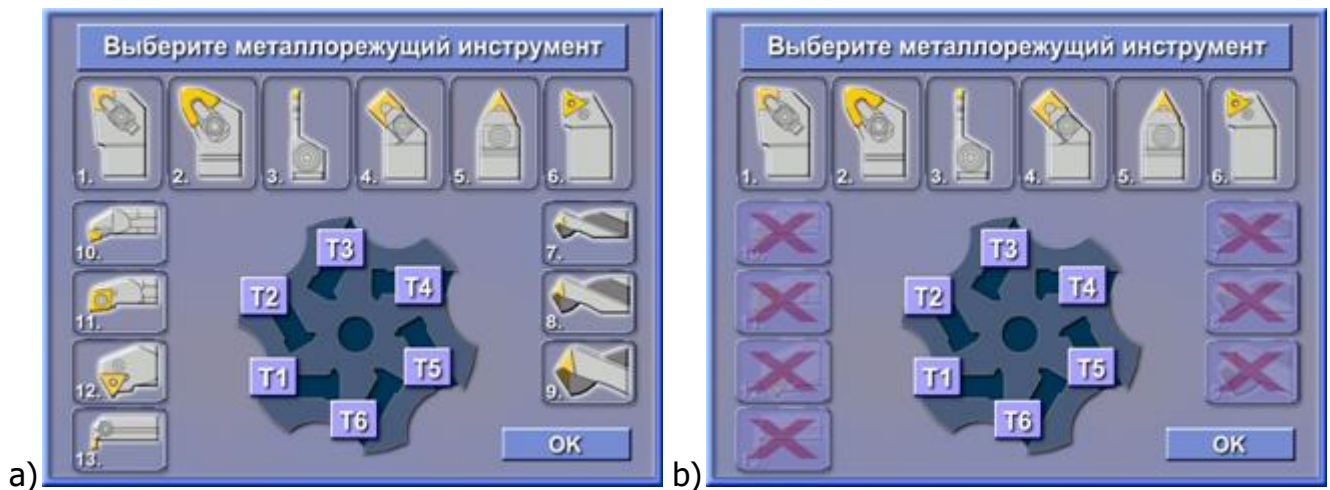 Выберите металлорежущий инструмент
1. 2. 3. 4. 5. 6.
10. 7.
11. 8.
12. 9.
13.
T3
T2 T4
T1 T5
T6
OK
a)
Выберите металлорежущий инструмент
1. 2. 3. 4. 5. 6.
T3
T2 T4
T1 T5
T6
OK
b)